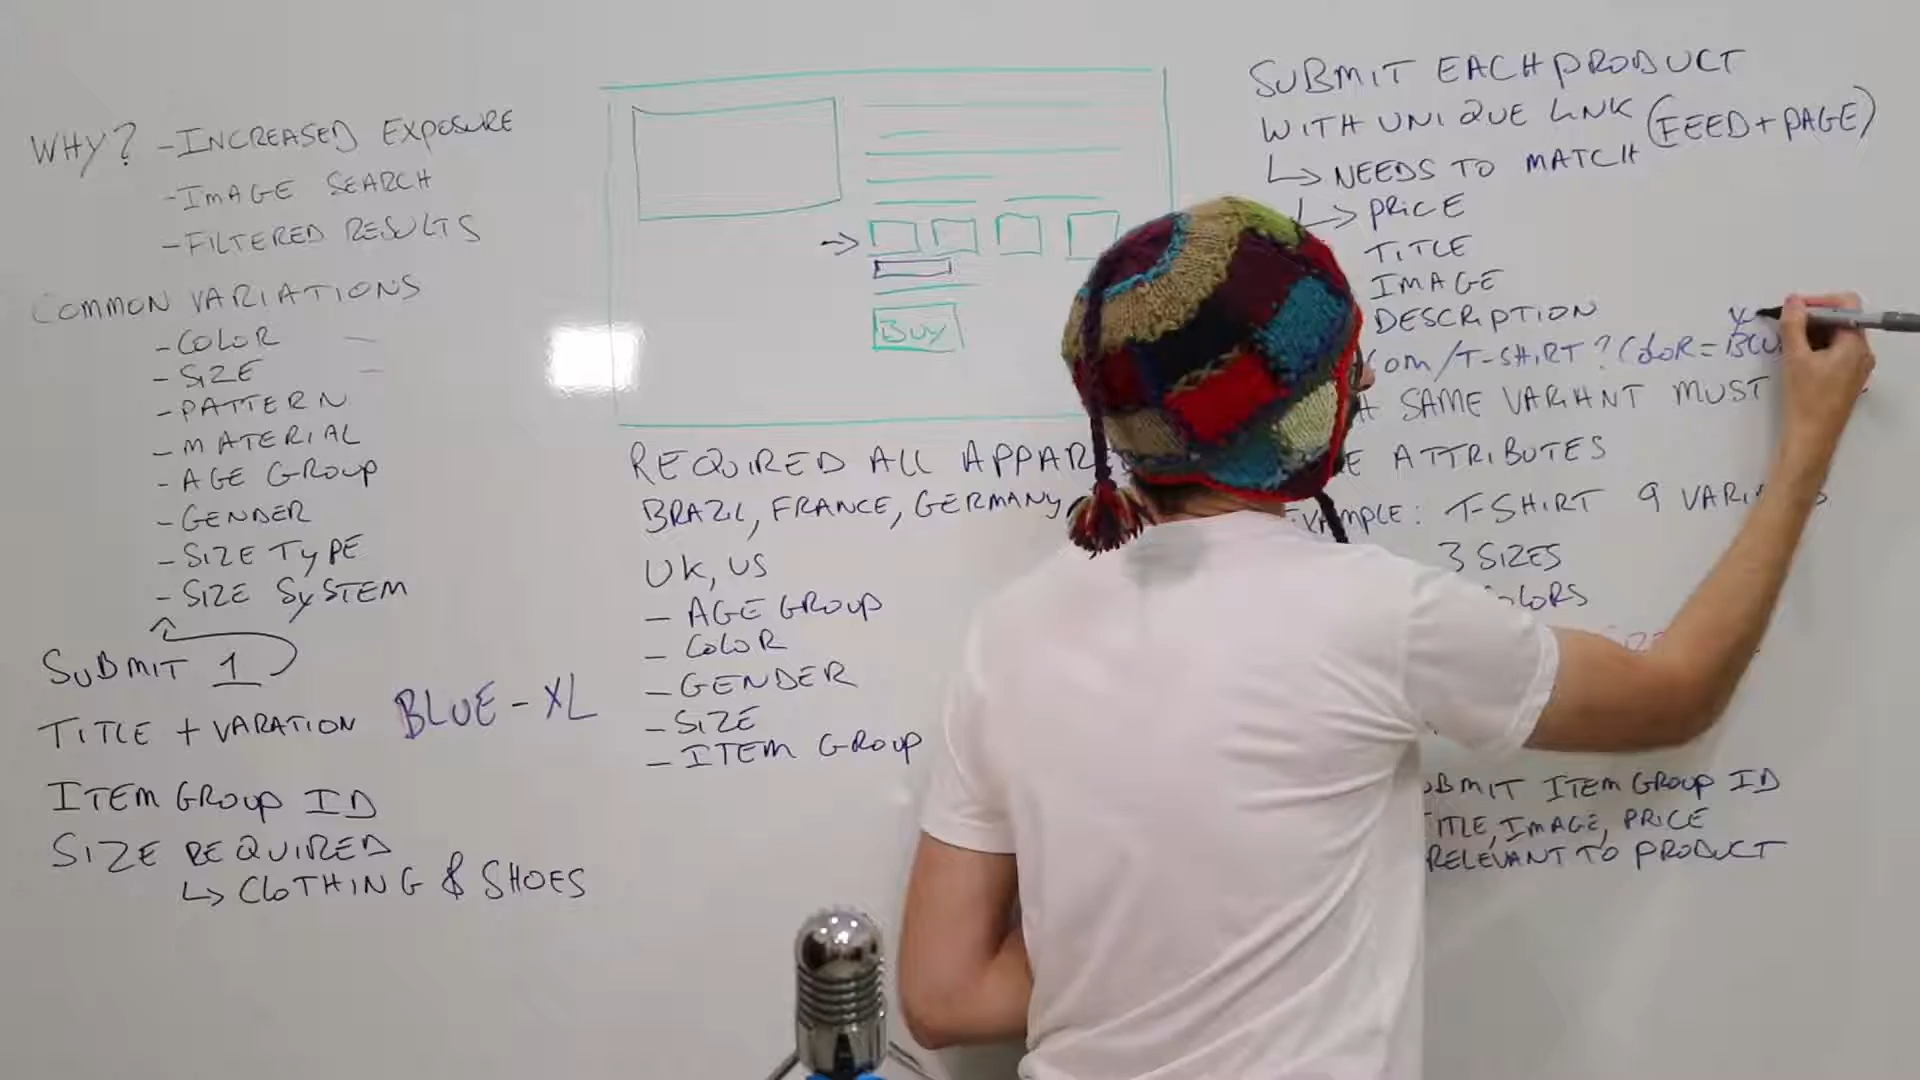 WHY? - INCREASED EXPOSURE
- IMAGE SEARCH
- FILTERED RESULTS
COMMON VARIATIONS
- COLOR
- SIZE
- PATTERN
- MATERIAL
- AGE GROUP
- GENDER
- SIZE TYPE
- SIZE SYSTEM
SUBMIT 1
TITLE + VARATION BLUE - XL
ITEM GROUP ID
SIZE REQUIRED
↳ CLOTHING & SHOES
BUY
REQUIRED ALL
BRAZIL, FRANCE, GERMANY
UK, US
- AGE GROUP
- COLOR
- GENDER
- SIZE
- ITEM GROUP
SUBMIT EACH PRODUCT
WITH UNIQUE LINK (FEED + PAGE)
↳ NEEDS TO MATCH
↳ PRICE
TITLE
IMAGE
DESCRIPTION
/T-SHIRT?COLOR=
SAME VARIANT MUST
ATTRIBUTES
T-SHIRT 9
3 SIZES
ITEM GROUP ID
IMAGE, PRICE
RELEVANT TO PRODUCT